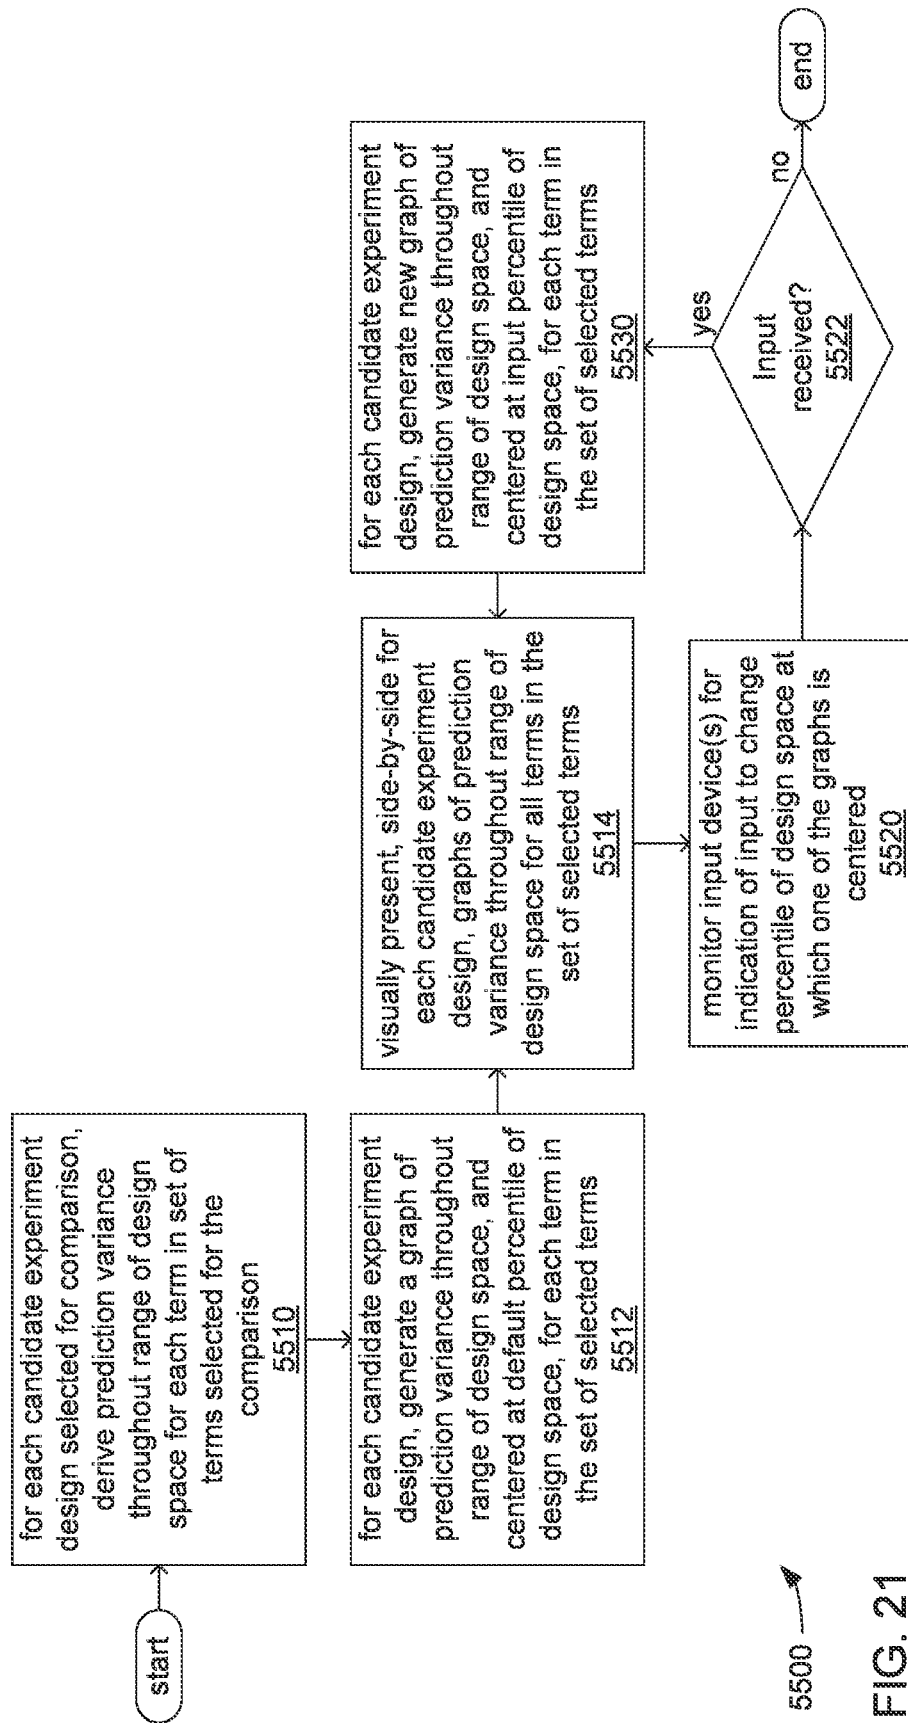 start
for each candidate experiment
design selected for comparison,
derive prediction variance
throughout range of design
space for each term in set of
terms selected for the
comparison
5510
for each candidate experiment
design, generate a graph of
prediction variance throughout
range of design space, and
centered at default percentile of
design space, for each term in
the set of selected terms
5512
visually present, side-by-side for
each candidate experiment
design, graphs of prediction
variance throughout range of
design space for all terms in the
set of selected terms
5514
monitor input device(s) for
indication of input to change
percentile of design space at
which one of the graphs is
centered
5520
Input
received?
5522
yes
no
for each candidate experiment
design, generate new graph of
prediction variance throughout
range of design space, and
centered at input percentile of
design space, for each term in
the set of selected terms
5530
end
5500
FIG. 21